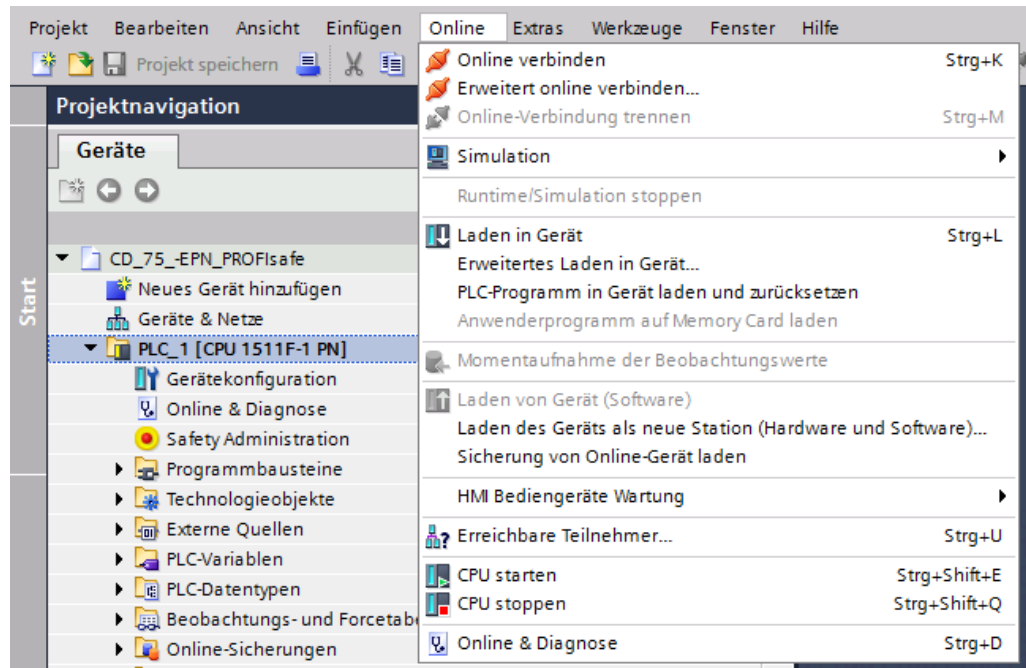 Projekt Bearbeiten Ansicht Einfügen Online Extras Werkzeuge Fenster Hilfe
Projekt speichern
Projektnavigation
Geräte
Start
CD_75_-EPN_PROFIsafe
Neues Gerät hinzufügen
Geräte & Netze
PLC_1 [CPU 1511F-1 PN]
Gerätekonfiguration
Online & Diagnose
Safety Administration
Programmbausteine
Technologieobjekte
Externe Quellen
PLC-Variablen
PLC-Datentypen
Beobachtungs- und Forcetab
Online-Sicherungen
Online verbinden Strg+K
Erweitert online verbinden...
Online-Verbindung trennen Strg+M
Simulation
Runtime/Simulation stoppen
Laden in Gerät Strg+L
Erweitertes Laden in Gerät...
PLC-Programm in Gerät laden und zurücksetzen
Anwenderprogramm auf Memory Card laden
Momentaufnahme der Beobachtungswerte
Laden von Gerät (Software)
Laden des Geräts als neue Station (Hardware und Software)...
Sicherung von Online-Gerät laden
HMI Bediengeräte Wartung
Erreichbare Teilnehmer... Strg+U
CPU starten Strg+Shift+E
CPU stoppen Strg+Shift+Q
Online & Diagnose Strg+D